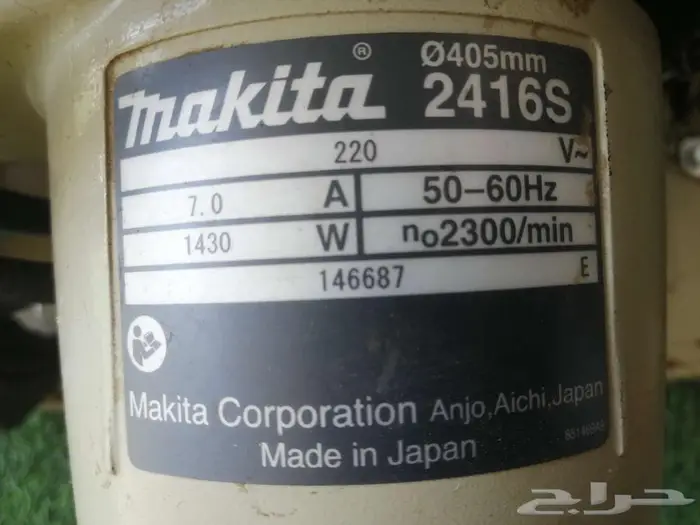 makita®
Ø405mm
2416S
220 V~
7.0 A 50–60Hz
1430 W no2300/min
146687 E
Makita Corporation Anjo,Aichi,Japan
Made in Japan
حراج